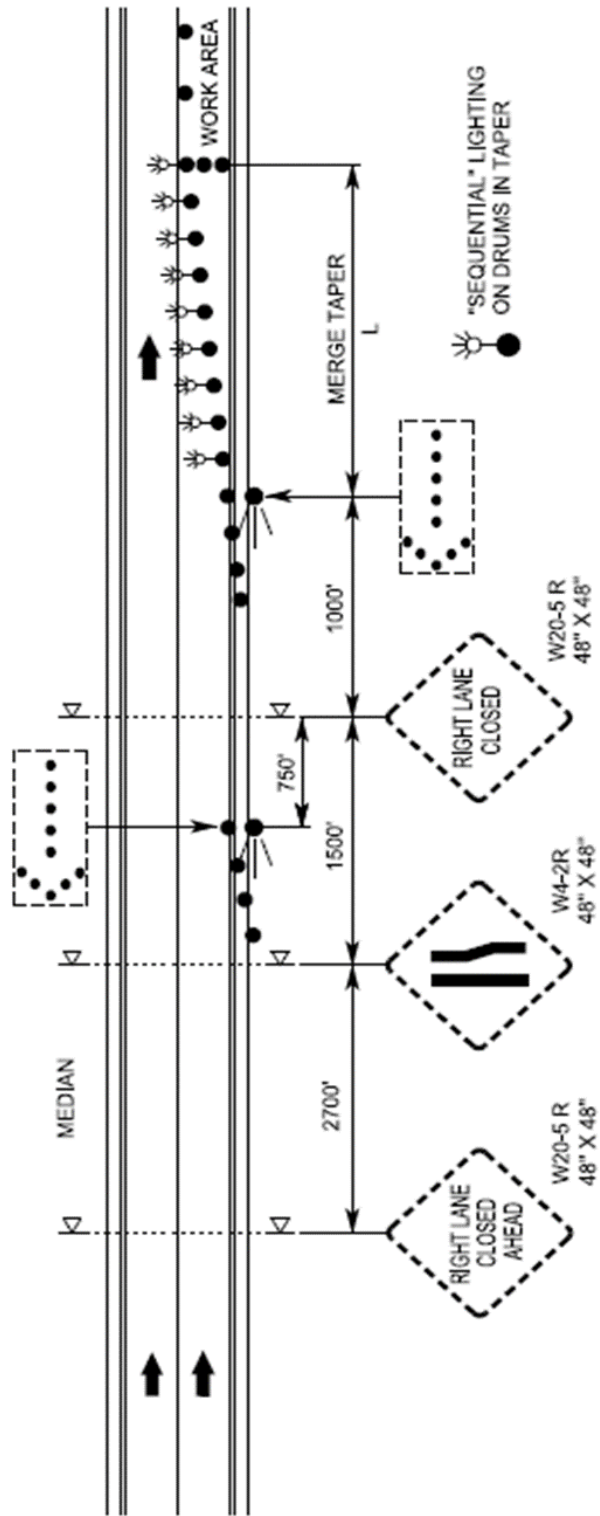 MEDIAN
WORK AREA
750'
2700'
1500'
1000'
MERGE TAPER
L
RIGHT LANE
CLOSED
AHEAD
W20-5 R
48" X 48"
W4-2R
48" X 48"
RIGHT LANE
CLOSED
W20-5 R
48" X 48"
"SEQUENTIAL" LIGHTING
ON DRUMS IN TAPER